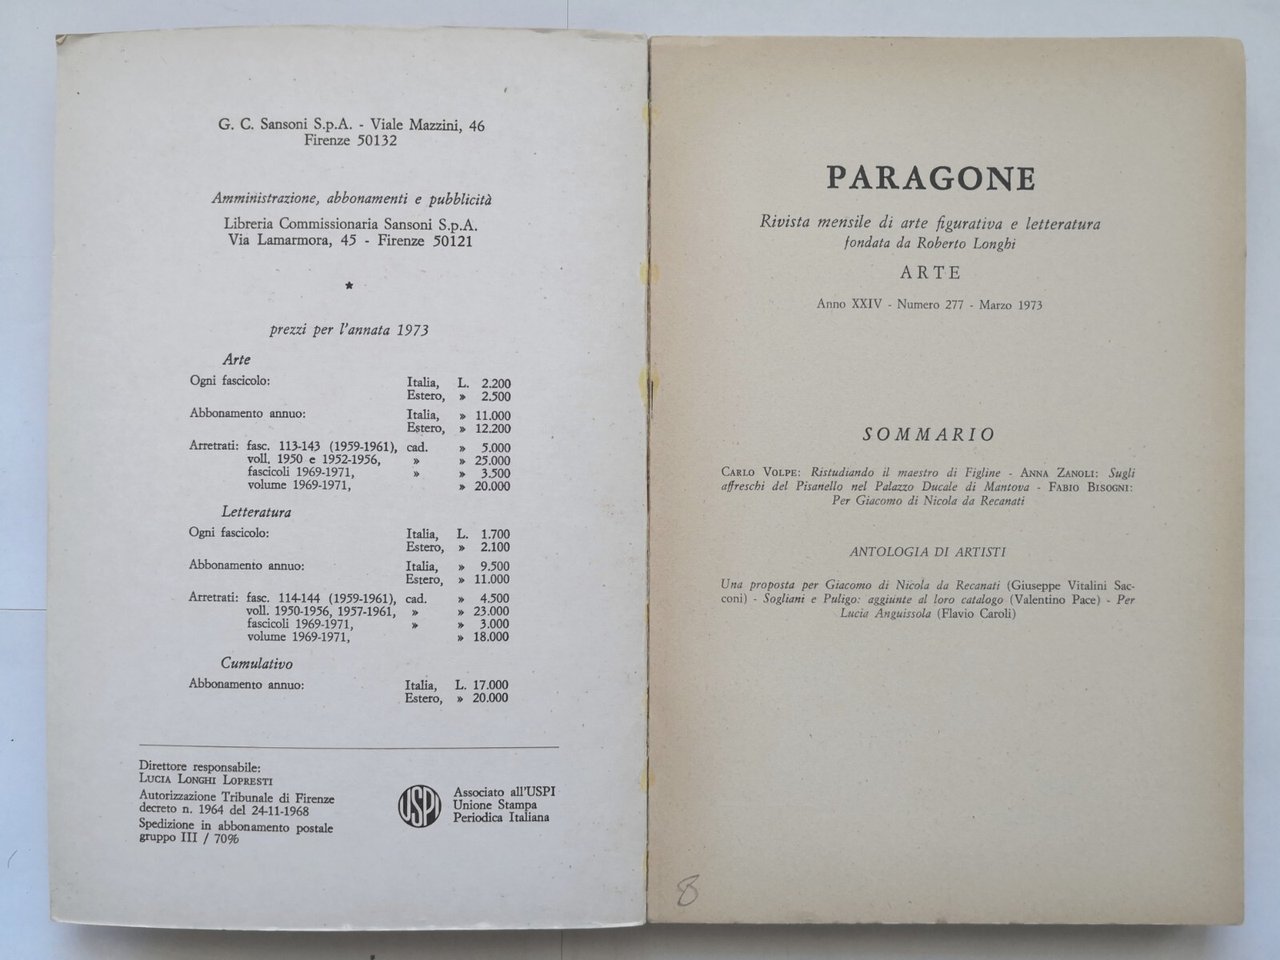 G. C. Sansoni S.p.A. - Viale Mazzini, 46
Firenze 50132
Amministrazione, abbonamenti e pubblicità
Libreria Commissionaria Sansoni S.p.A.
Via Lamarmora, 45 - Firenze 50121
★
prezzi per l'annata 1973
Arte
Ogni fascicolo: Italia, L. 2.200
Estero, » 2.500
Abbonamento annuo: Italia, » 11.000
Estero, » 12.200
Arretrati: fasc. 113-143 (1959-1961), cad. » 5.000
voll. 1950 e 1952-1956, » » 25.000
fascicoli 1969-1971, » » 3.500
volume 1969-1971, » 20.000
Letteratura
Ogni fascicolo: Italia, L. 1.700
Estero, » 2.100
Abbonamento annuo: Italia, » 9.500
Estero, » 11.000
Arretrati: fasc. 114-144 (1959-1961), cad. » 4.500
voll. 1950-1956, 1957-1961, » » 23.000
fascicoli 1969-1971, » » 3.000
volume 1969-1971, » 18.000
Cumulativo
Abbonamento annuo: Italia, L. 17.000
Estero, » 20.000
Direttore responsabile:
LUCIA LONGHI LOPRESTI
Autorizzazione Tribunale di Firenze
decreto n. 1964 del 24-11-1968
Spedizione in abbonamento postale
gruppo III / 70%
USPI
Associato all'USPI
Unione Stampa
Periodica Italiana
PARAGONE
Rivista mensile di arte figurativa e letteratura
fondata da Roberto Longhi
ARTE
Anno XXIV - Numero 277 - Marzo 1973
SOMMARIO
CARLO VOLPE: Ristudiando il maestro di Figline - ANNA ZANOLI: Sugli
affreschi del Pisanello nel Palazzo Ducale di Mantova - FABIO BISOGNI:
Per Giacomo di Nicola da Recanati
ANTOLOGIA DI ARTISTI
Una proposta per Giacomo di Nicola da Recanati (Giuseppe Vitalini Sac-
coni) - Sogliani e Puligo: aggiunte al loro catalogo (Valentino Pace) - Per
Lucia Anguissola (Flavio Caroli)
8